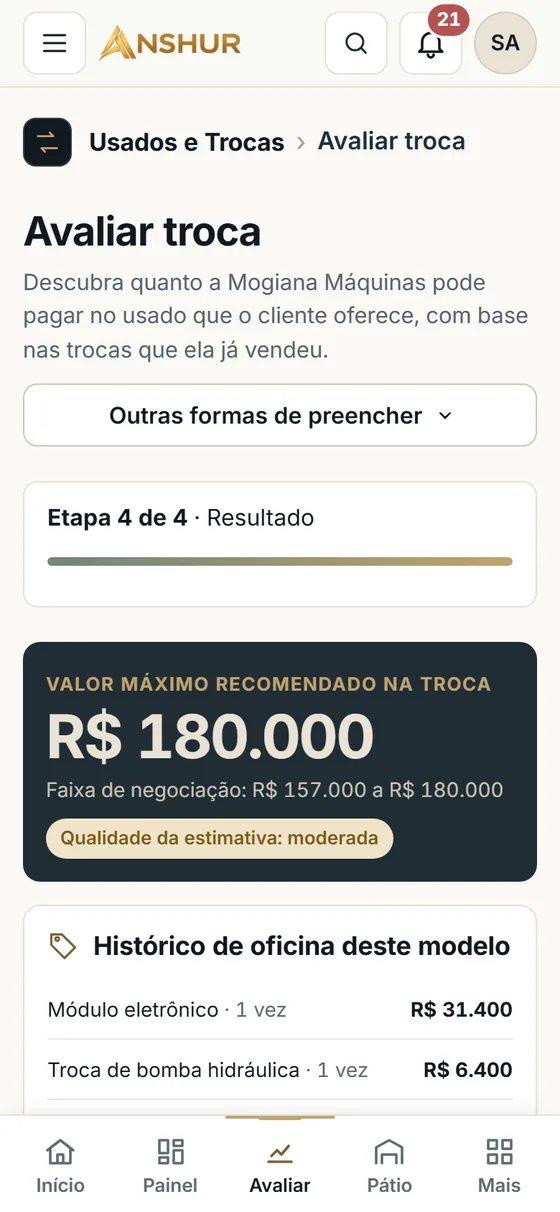 ANSHUR
21
SA
Usados e Trocas › Avaliar troca
Avaliar troca
Descubra quanto a Mogiana Máquinas pode
pagar no usado que o cliente oferece, com base
nas trocas que ela já vendeu.
Outras formas de preencher
Etapa 4 de 4 · Resultado
VALOR MÁXIMO RECOMENDADO NA TROCA
R$ 180.000
Faixa de negociação: R$ 157.000 a R$ 180.000
Qualidade da estimativa: moderada
Histórico de oficina deste modelo
Módulo eletrônico · 1 vez R$ 31.400
Troca de bomba hidráulica · 1 vez R$ 6.400
Início Painel Avaliar Pátio Mais